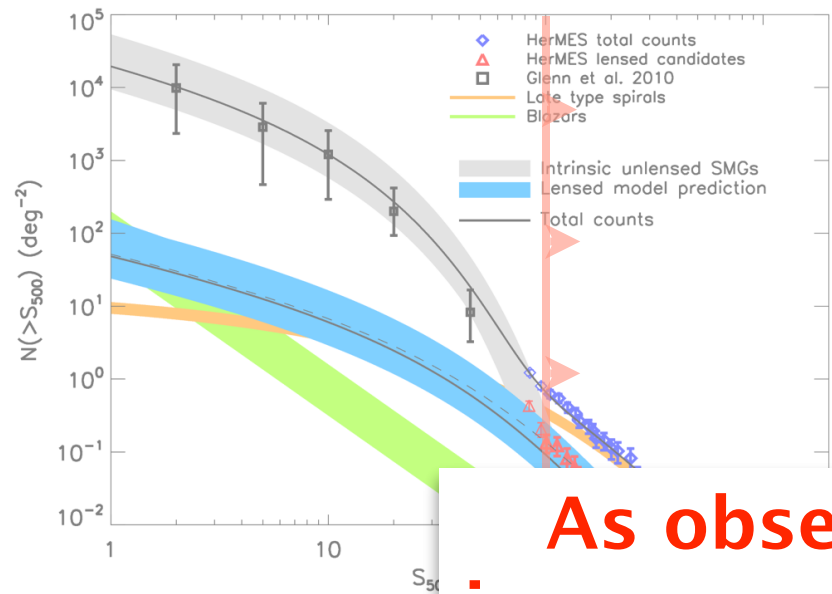 10^5
10^4
10^3
10^2
10^1
10^0
10^-1
10^-2
N(>S_500) (deg^-2)
HerMES total counts
HerMES lensed candidates
Glenn et al. 2010
Late type spirals
Blazars
Intrinsic unlensed SMGs
Lensed model prediction
Total counts
1
10
As obse